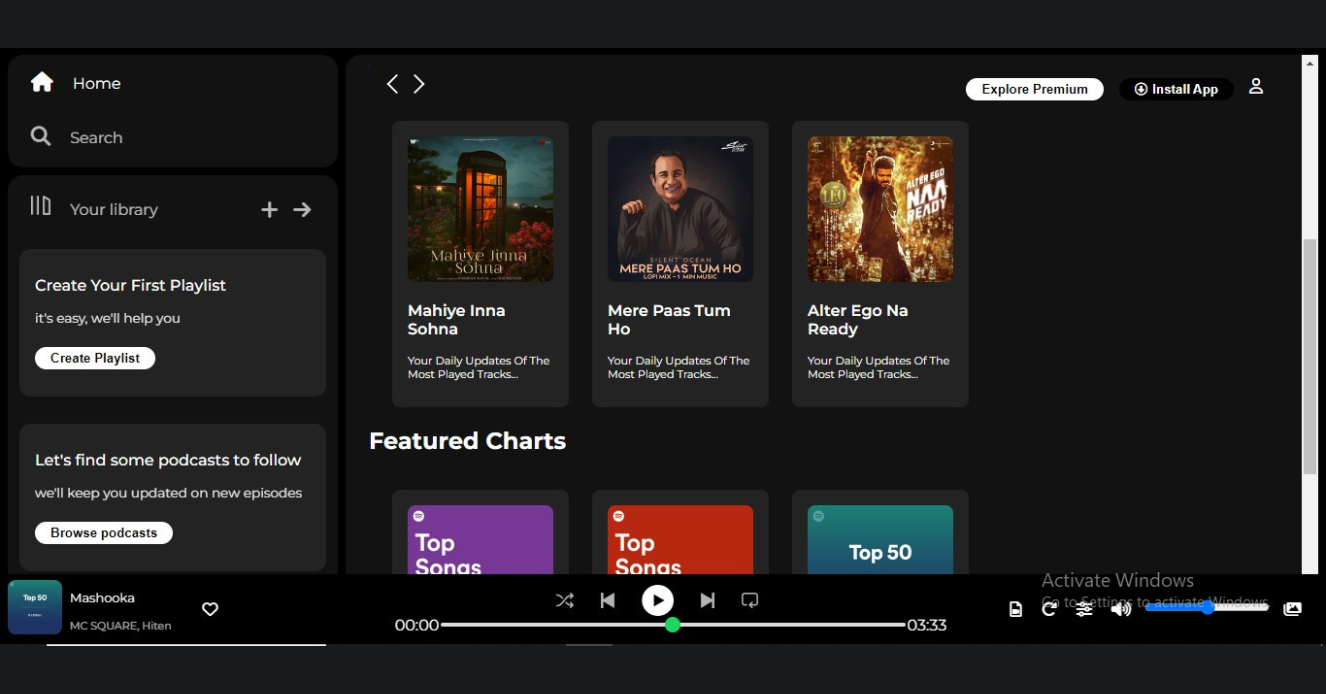 Home
Search
Your library
Create Your First Playlist
it's easy, we'll help you
Create Playlist
Let's find some podcasts to follow
we'll keep you updated on new episodes
Browse podcasts
Explore Premium
Install App
Mahiye Jinna
Sohna
SILENT OCEAN
MERE PAAS TUM HO
LOFI MIX - 1 MIN MUSIC
LEO
ALTER EGO
NAA
READY
Mahiye Inna
Sohna
Your Daily Updates Of The
Most Played Tracks...
Mere Paas Tum
Ho
Your Daily Updates Of The
Most Played Tracks...
Alter Ego Na
Ready
Your Daily Updates Of The
Most Played Tracks...
Featured Charts
Top
Songs
Top
Songs
Top 50
Top 50
Mashooka
MC SQUARE, Hiten
00:00
03:33
Activate Windows
Go to Settings to activate Windows.